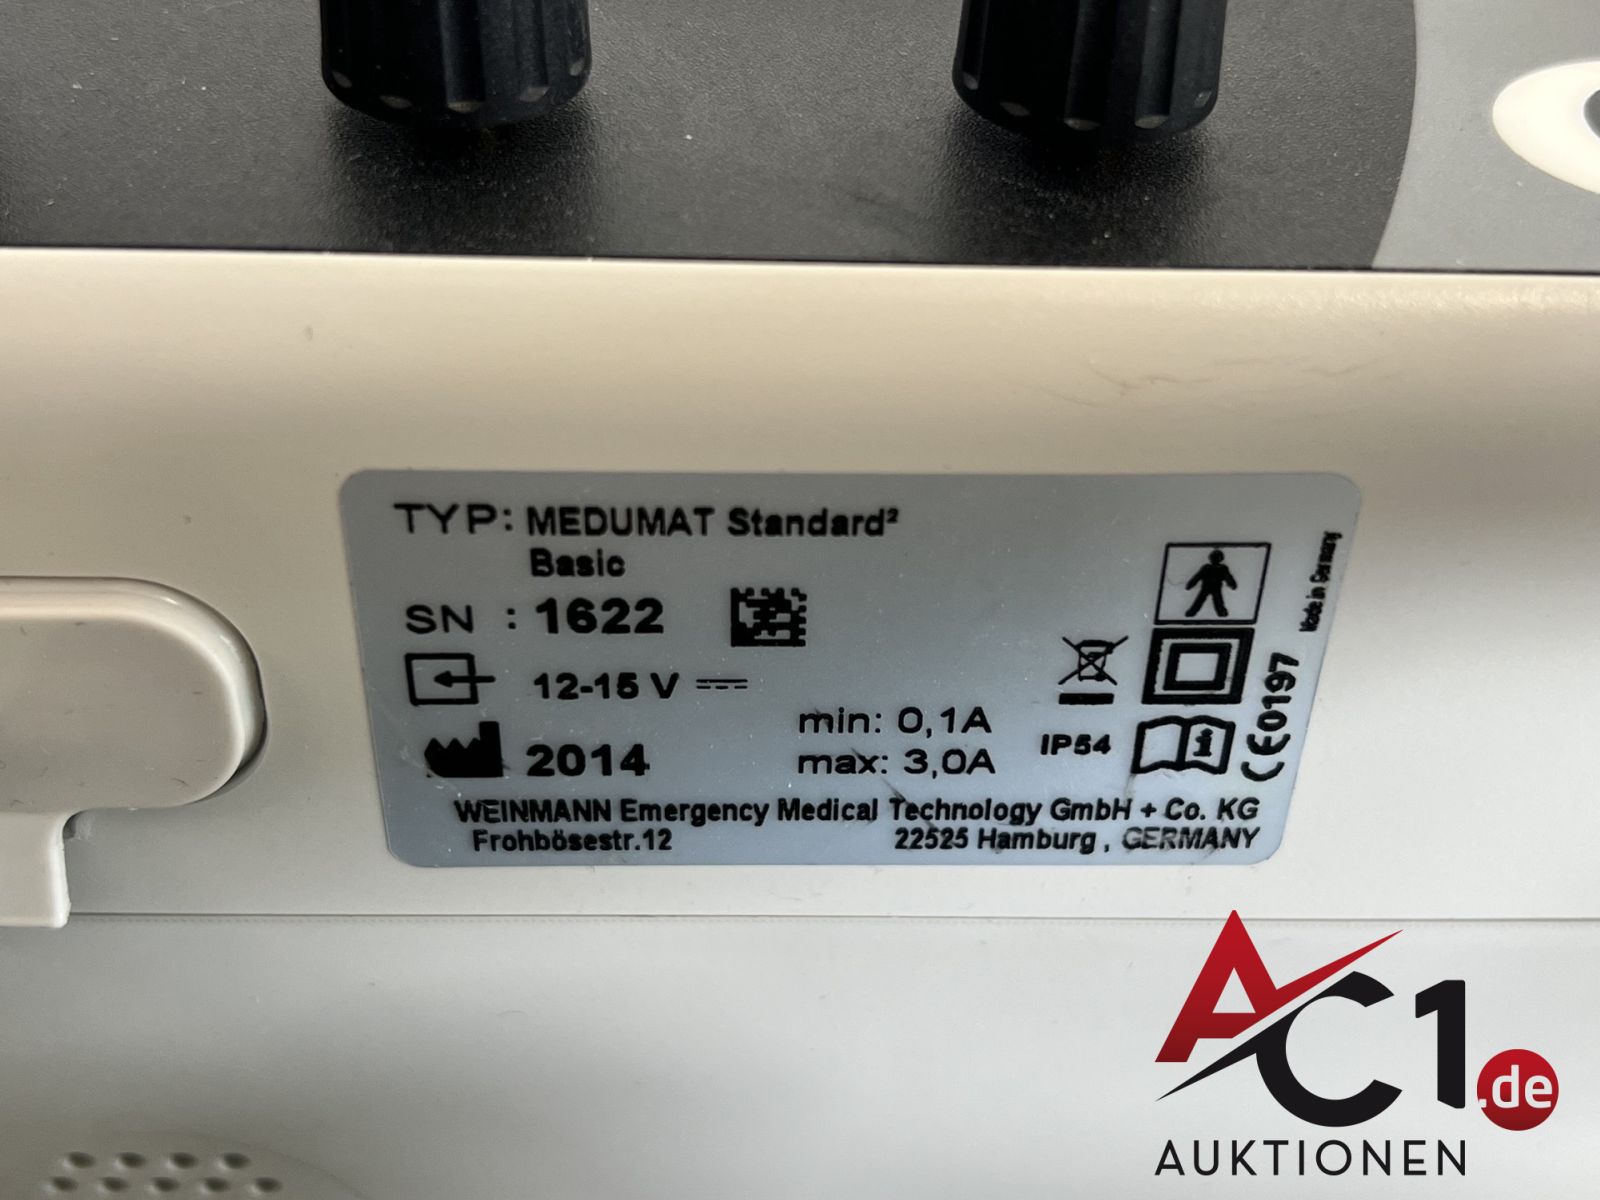 TYP: MEDUMAT Standard²
Basic
SN : 1622
12-15 V
2014
min: 0,1A
max: 3,0A
IP54
CE0197
Made in Germany
WEINMANN Emergency Medical Technology GmbH + Co. KG
Frohbösestr.12 22525 Hamburg , GERMANY
AC1.de
AUKTIONEN